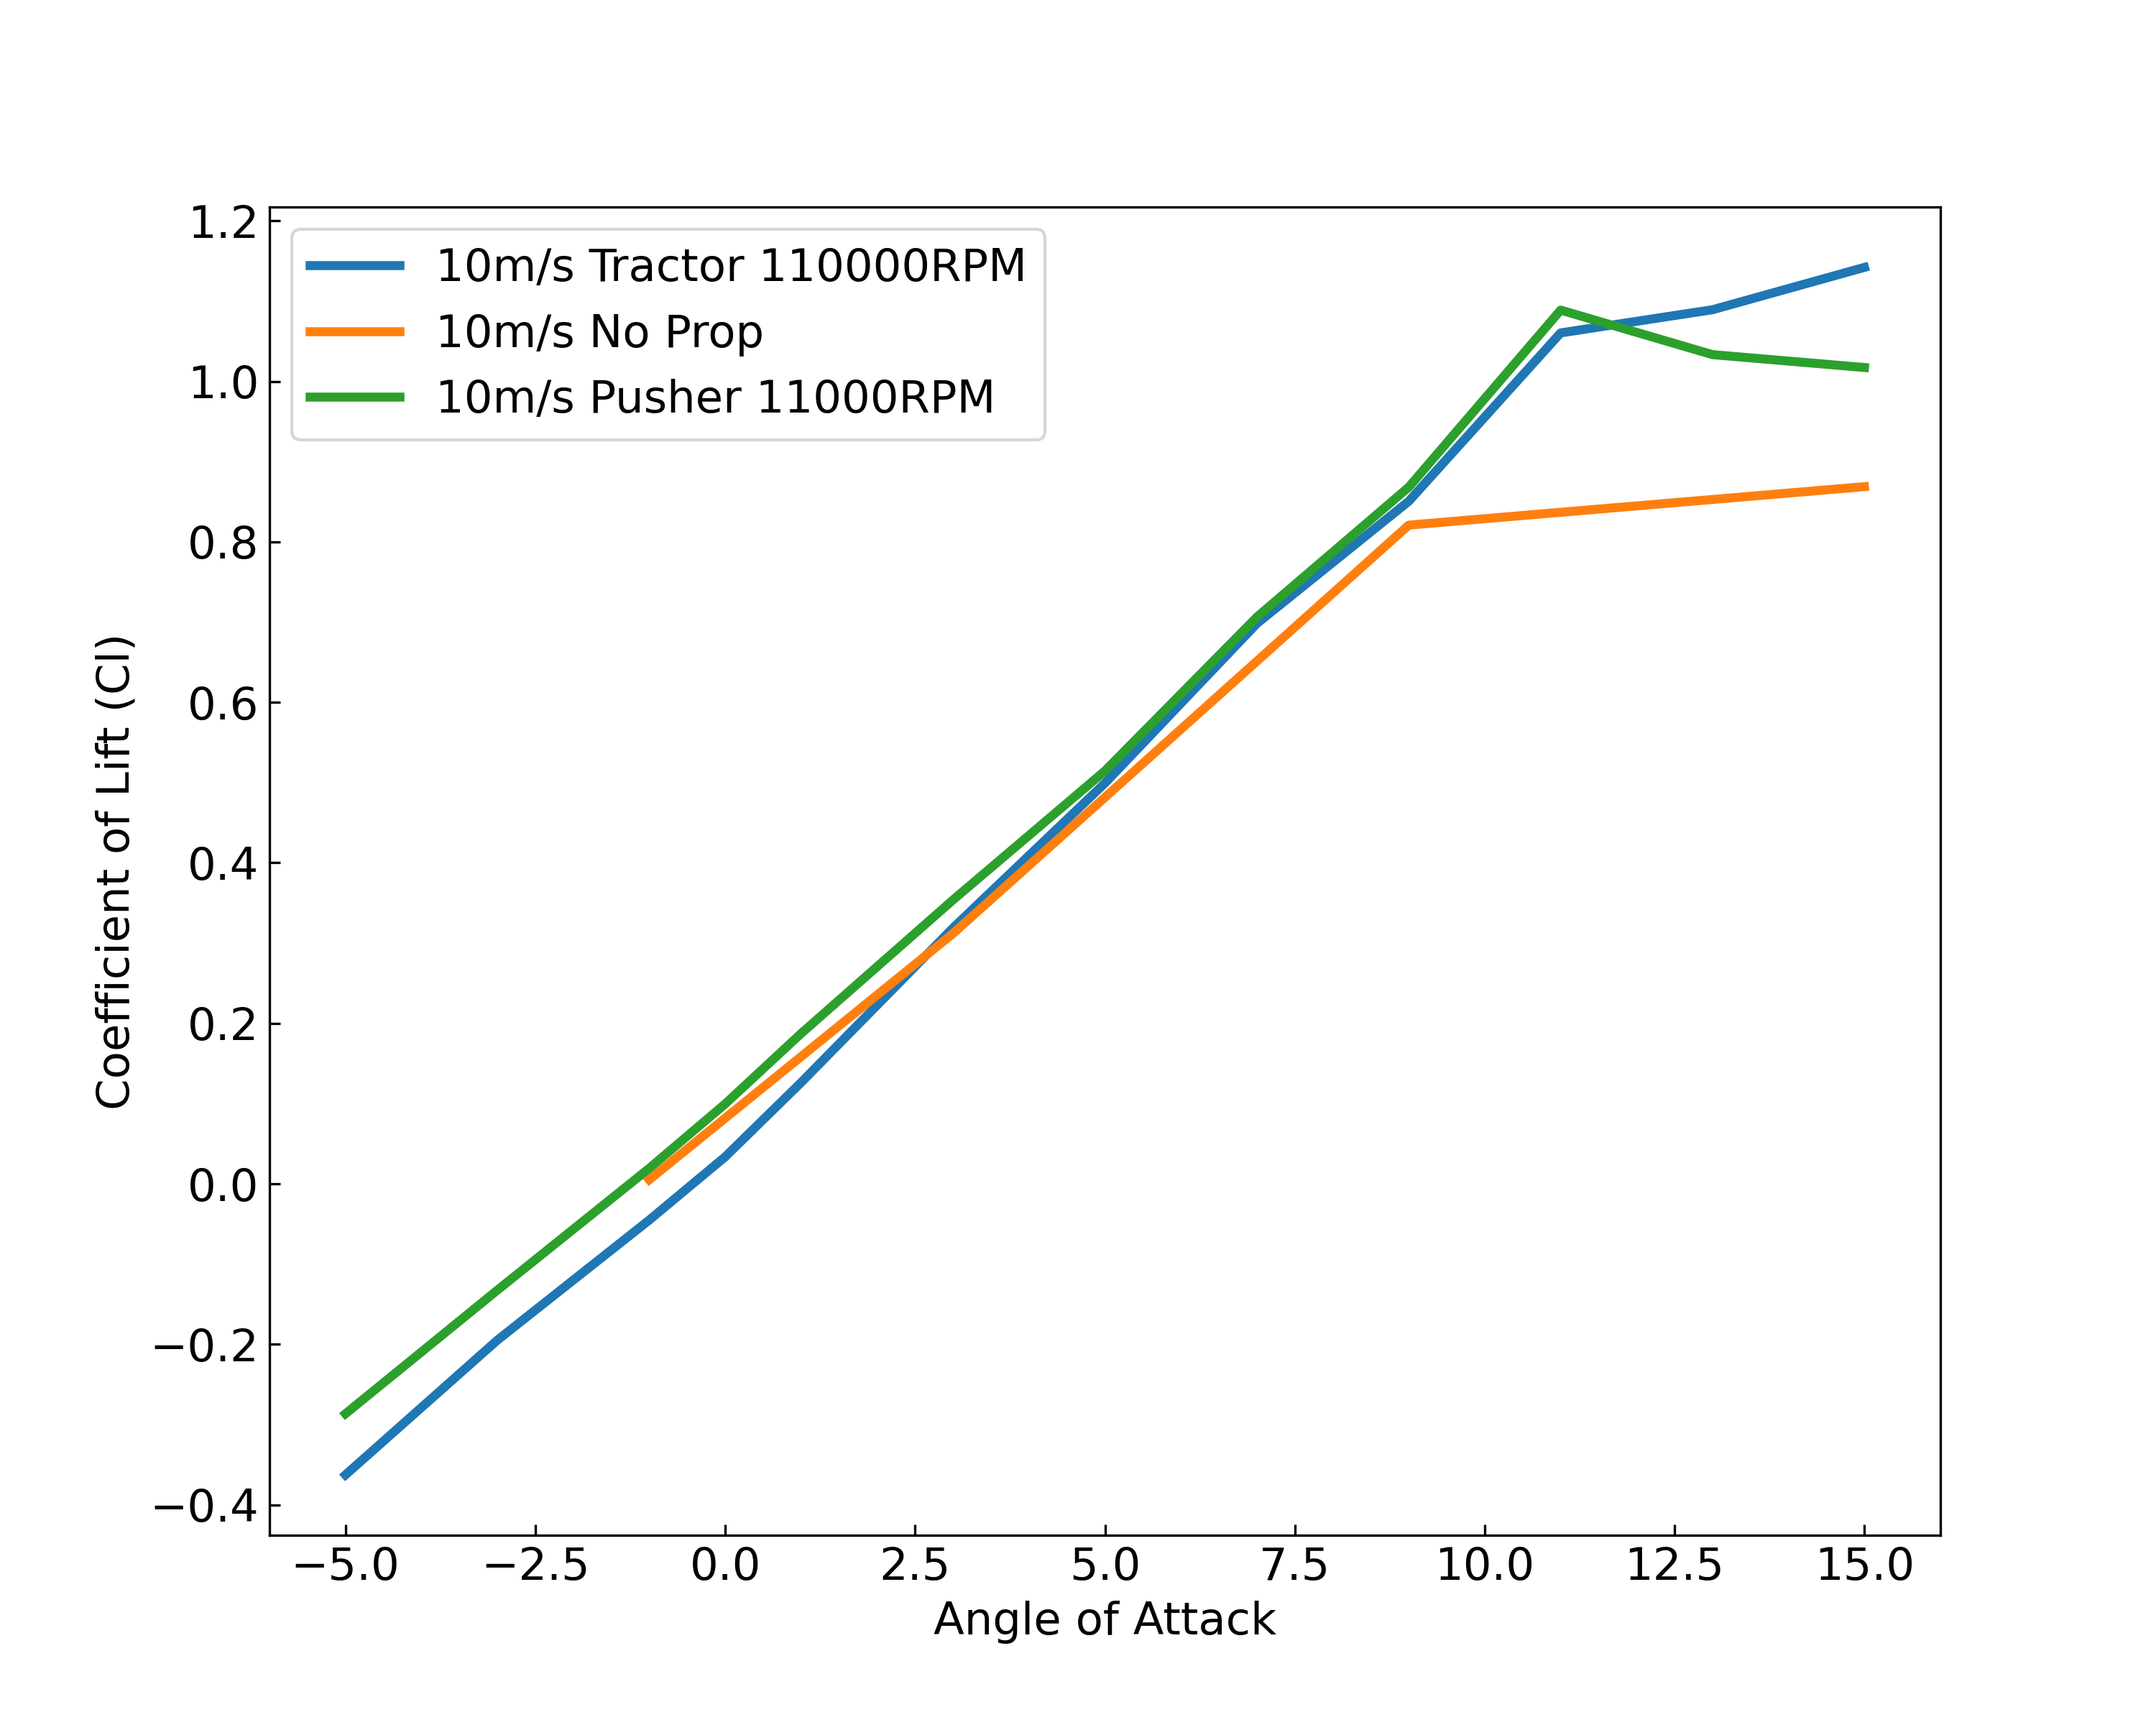 1.2
1.0
0.8
0.6
0.4
0.2
0.0
−0.2
−0.4
Coefficient of Lift (Cl)
10m/s Tractor 110000RPM
10m/s No Prop
10m/s Pusher 11000RPM
−5.0 −2.5 0.0 2.5 5.0 7.5 10.0 12.5 15.0
Angle of Attack